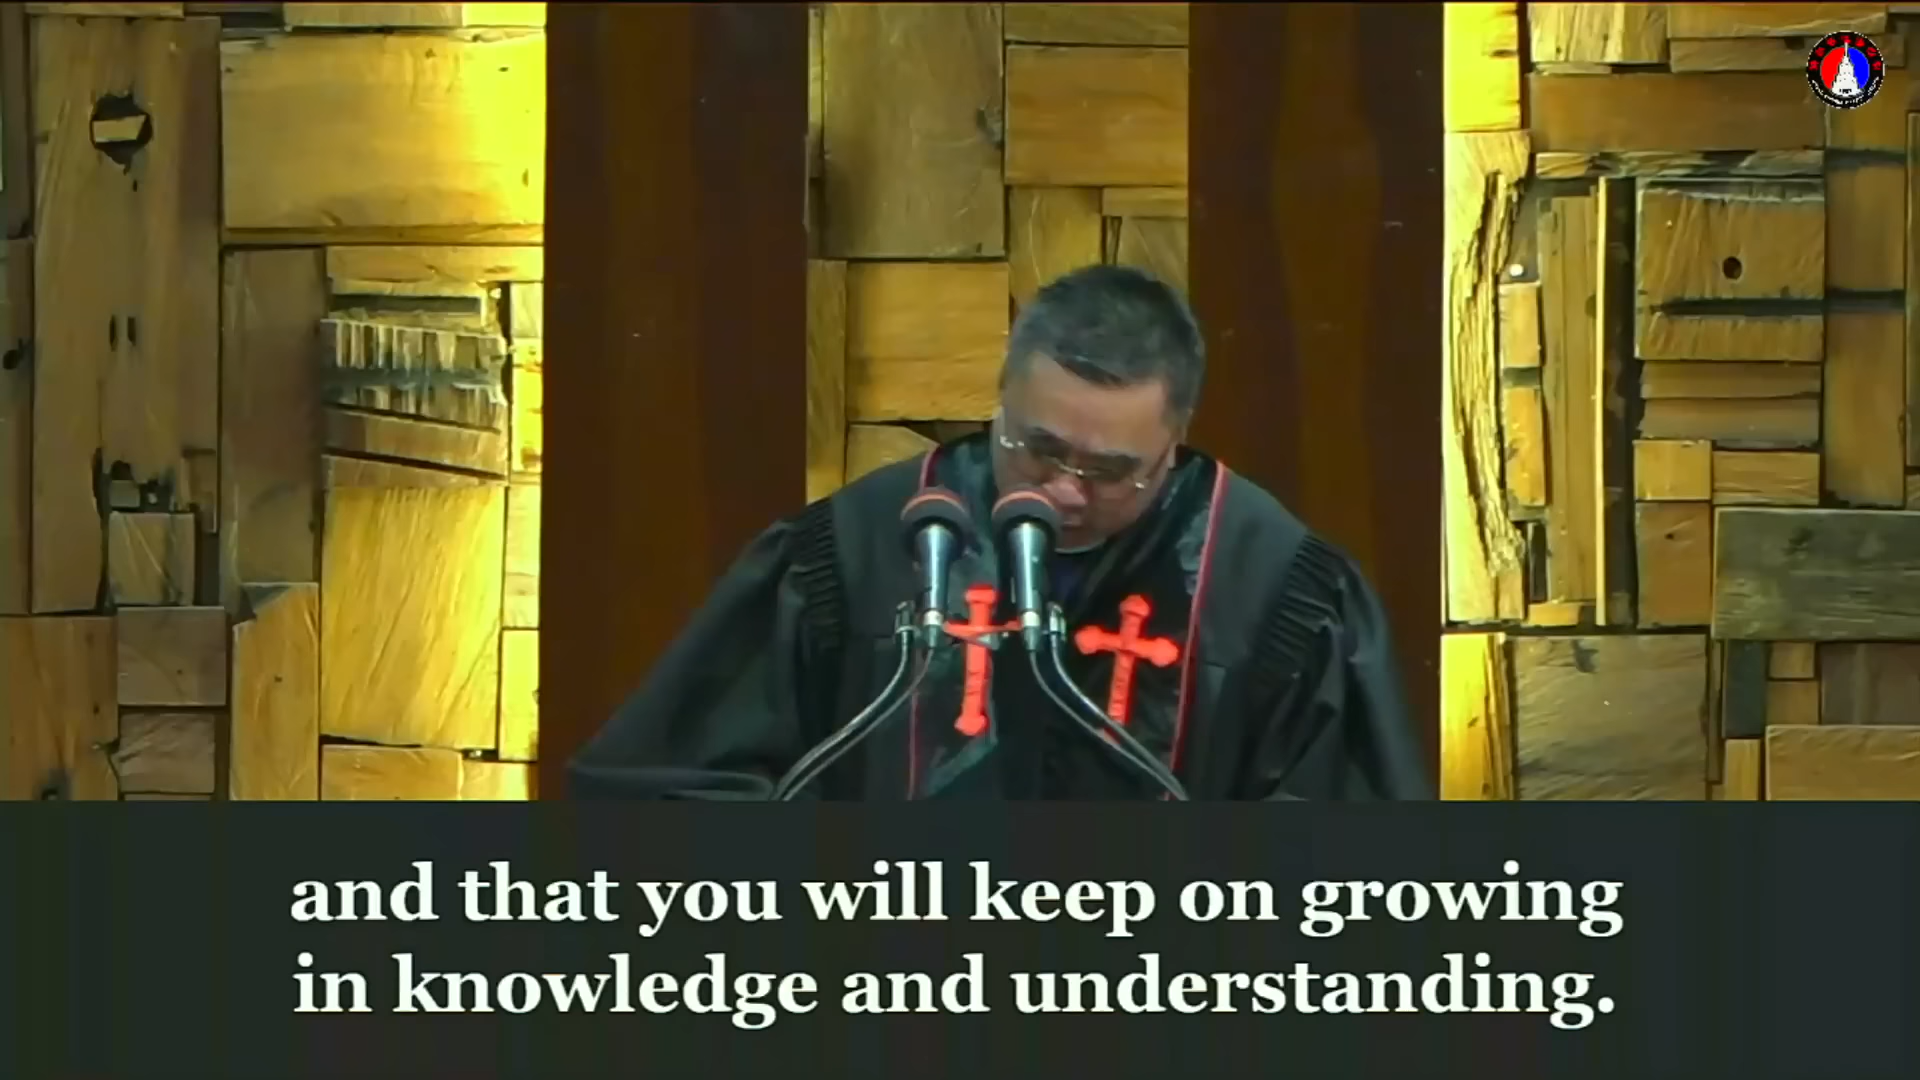 and that you will keep on growing
in knowledge and understanding.